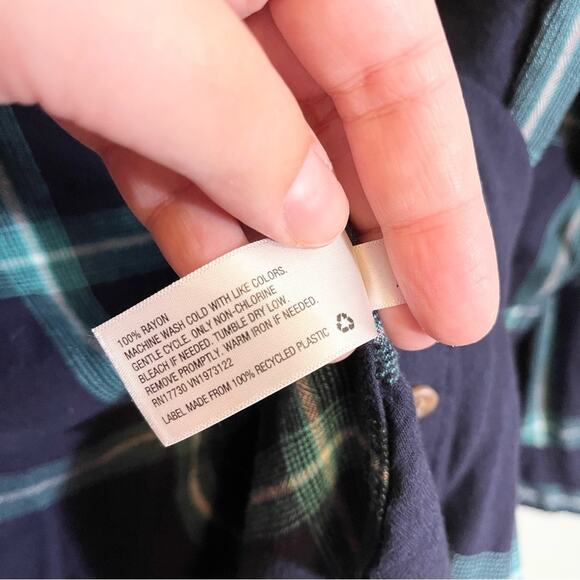 100% RAYON
MACHINE WASH COLD WITH LIKE COLORS.
GENTLE CYCLE. ONLY NON-CHLORINE
BLEACH IF NEEDED. TUMBLE DRY LOW.
REMOVE PROMPTLY. WARM IRON IF NEEDED.
RN17730 VN1973122
LABEL MADE FROM 100% RECYCLED PLASTIC